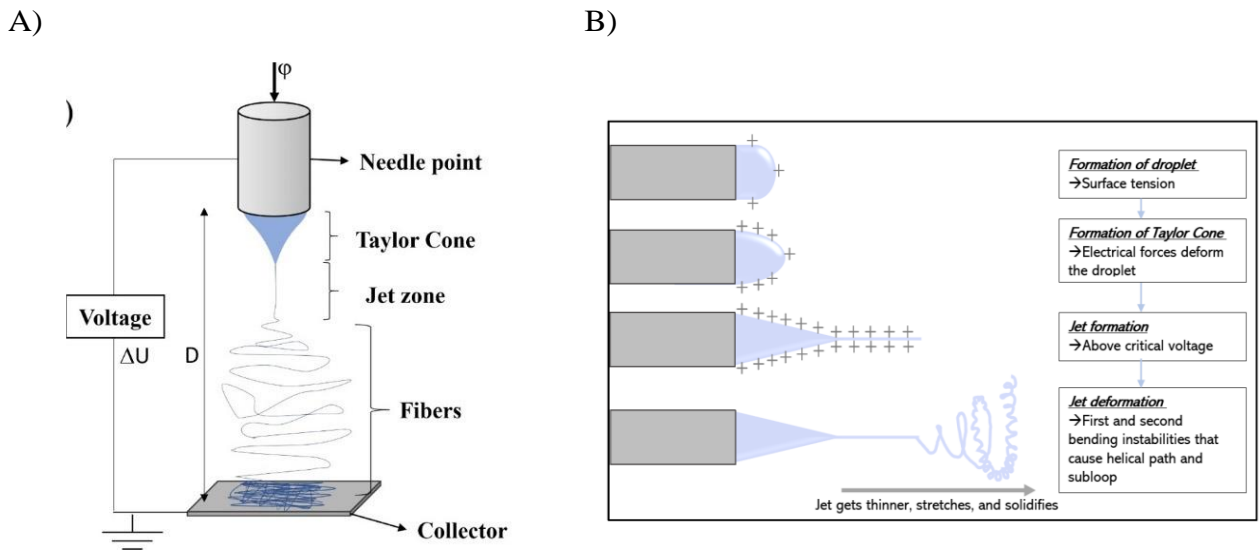 A)
B)
)
φ
Needle point
Taylor Cone
Jet zone
Voltage
ΔU
D
Fibers
Collector
+
+
+
+ + +
+
+ + +
+ + + + + + + + + + +
+ + + + + + + + + + +
Formation of droplet
→Surface tension
Formation of Taylor Cone
→Electrical forces deform
the droplet
Jet formation
→Above critical voltage
Jet deformation
→First and second
bending instabilities that
cause helical path and
subloop
Jet gets thinner, stretches, and solidifies